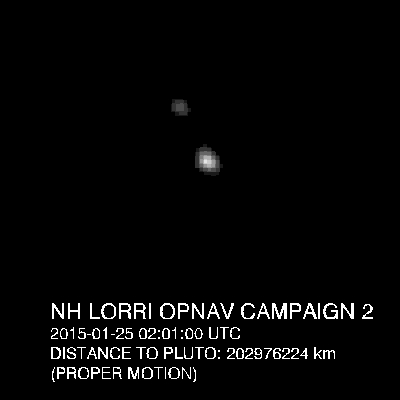 NH LORRI OPNAV CAMPAIGN 2
2015-01-25 02:01:00 UTC
DISTANCE TO PLUTO: 202976224 km
(PROPER MOTION)